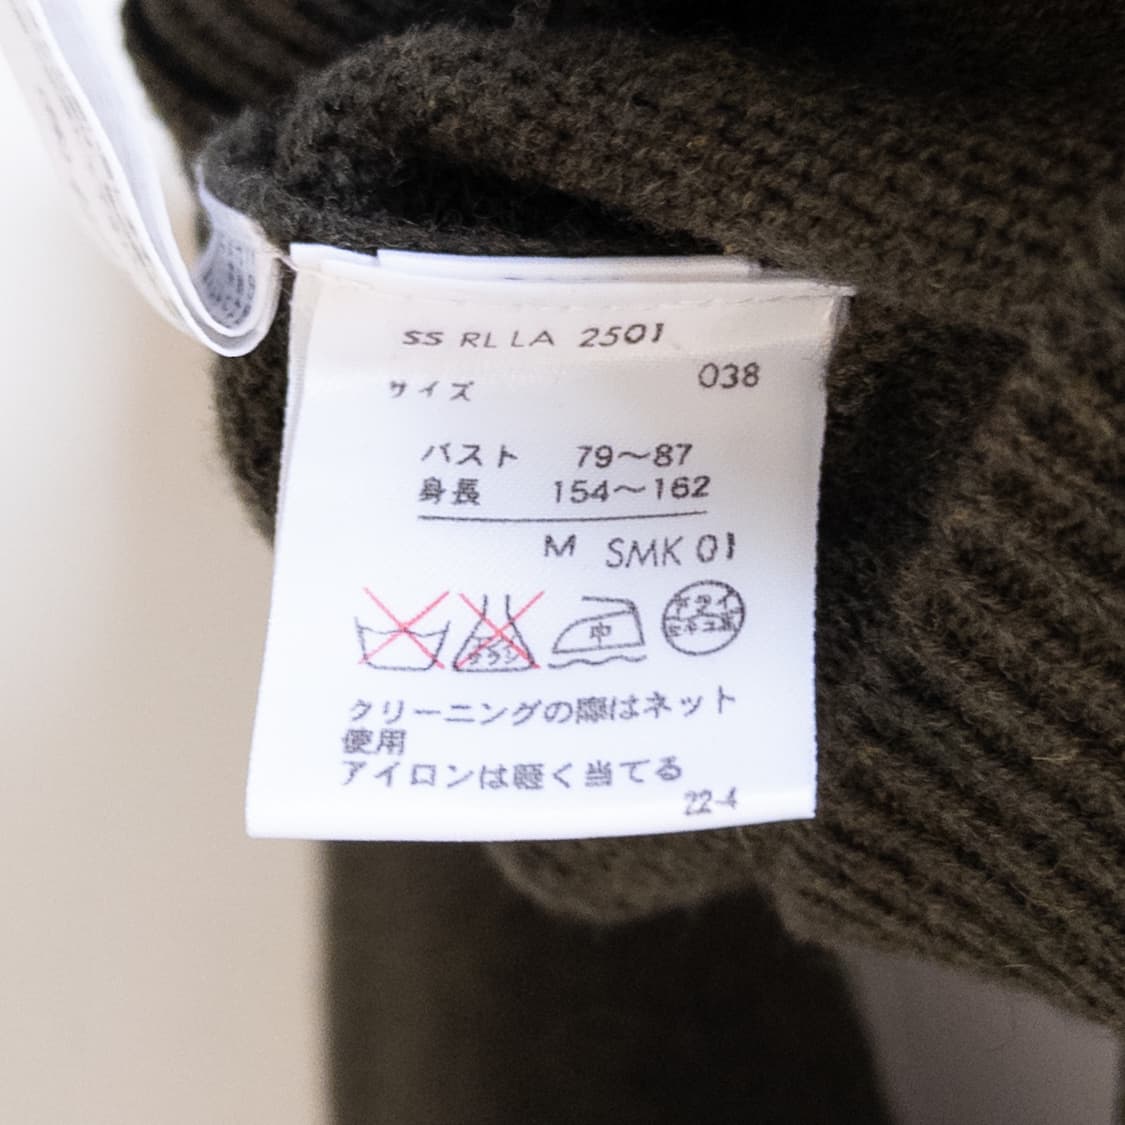 SS RL LA 2501
038
サイズ
バスト 79～87
身長 154～162
M SMK 01
中
クリーニングの際はネット
使用
アイロンは軽く当てる
22-4